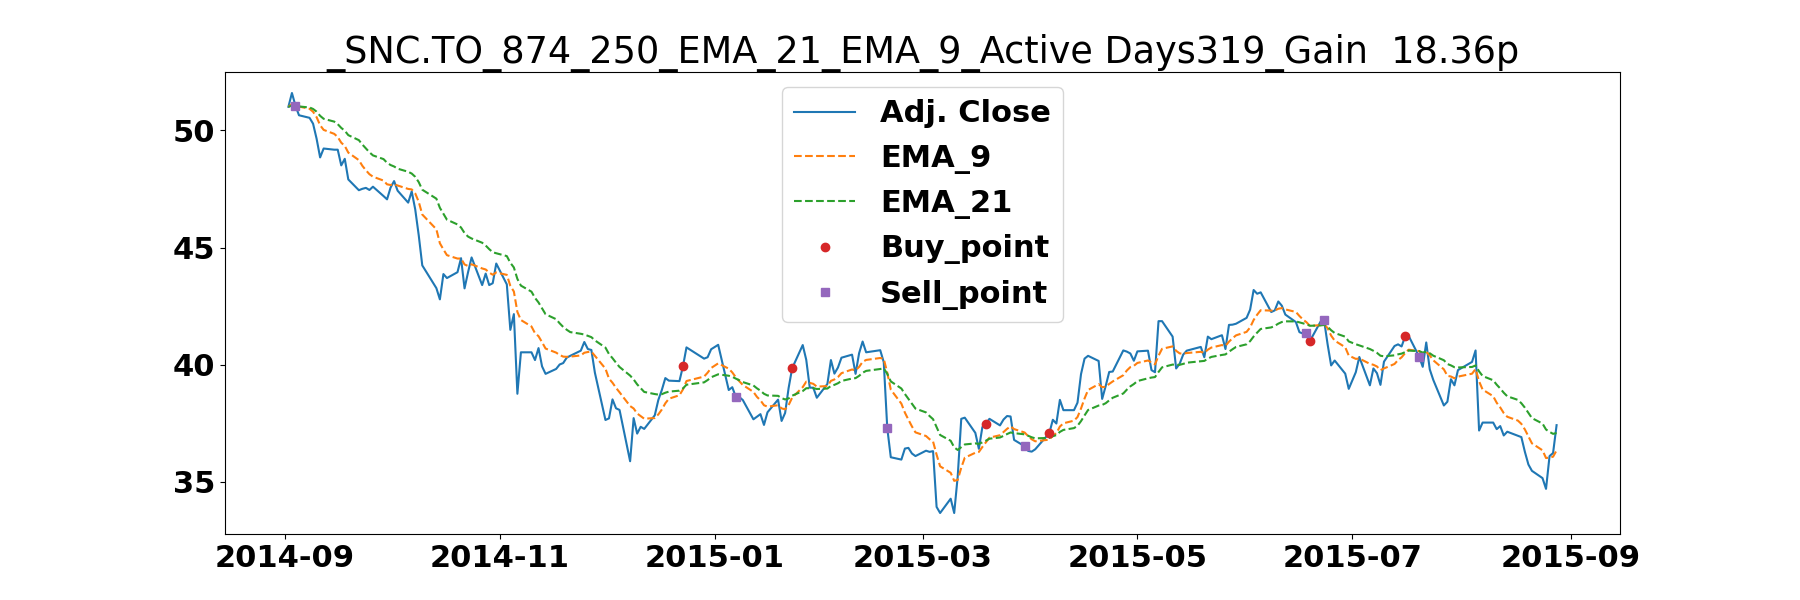 _SNC.TO_874_250_EMA_21_EMA_9_Active Days319_Gain  18.36p
Adj. Close
EMA_9
EMA_21
Buy_point
Sell_point
50
45
40
35
2014-09
2014-11
2015-01
2015-03
2015-05
2015-07
2015-09